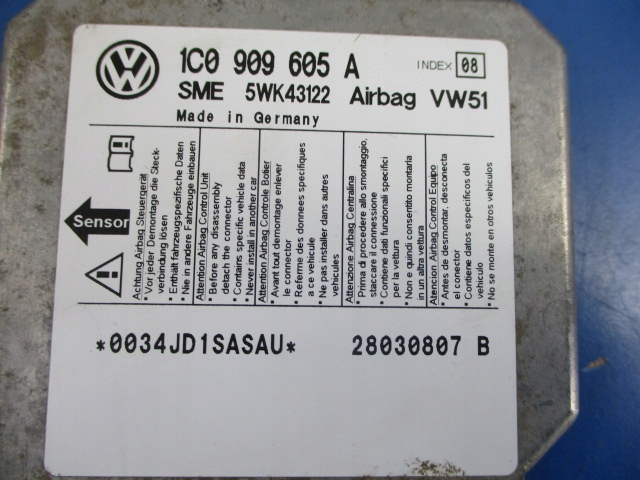 1C0 909 605 A
INDEX 08
SME 5WK43122 Airbag VW51
Made in Germany
Sensor
Achtung Airbag Steuergerät
• Vor jeder Demontage die Steck-
verbindung lösen
• Enthält fahrzeugspezifische Daten
• Nie in andere Fahrzeuge einbauen
Attention Airbag Control Unit
• Before any disassembly
detach the connector
• Contains specific vehicle data
• Never install in another car
Attention Airbag Controle Boitier
• Avant tout demontage enlever
le connector
• Referme des donnees specifiques
a ce vehicule
• Ne pas installer dans autres
vehicules
Attenzione Airbag Centralina
• Prima di procedere allo smontaggio,
staccare il connessione
• Contiene dati funzionali specifici
per la vettura
• Non e quindi consentito montarla
in un altra vettura
Atencion Airbag Control Equipo
• Antes de desmontar, desconecta
el conector
• Contiene datos especificos del
vehiculo
• No se monte en otros vehiculos
*0034JD1SASAU* 28030807 B